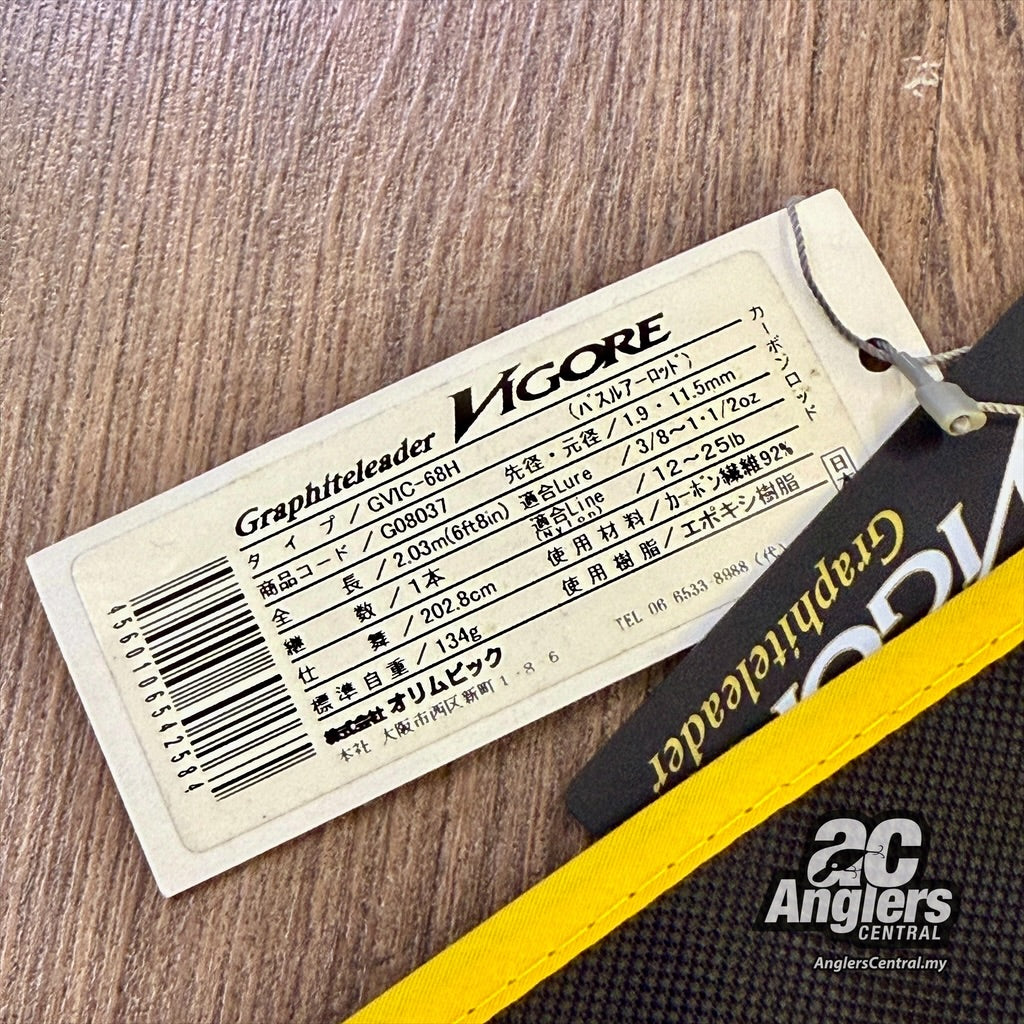 Graphiteleader VIGORE
カーボンロッド
タイプ/GVIC-68H (バスルアーロッド)
商品コード/G08037 先径・元径/1.9・11.5mm
全長/2.03m(6ft8in) 適合Lure/3/8~1・1/2oz
継数/1本 適合Line (Nylon)/12~25lb
仕舞/202.8cm 使用材料/カーボン繊維92%
標準自重/134g 使用樹脂/エポキシ樹脂
株式会社 オリムピック
本社 大阪市西区新町1-8-6 TEL 06-6533-8988(代)
4560106542584
日
Graphiteleader
ac
Anglers
CENTRAL
AnglersCentral.my